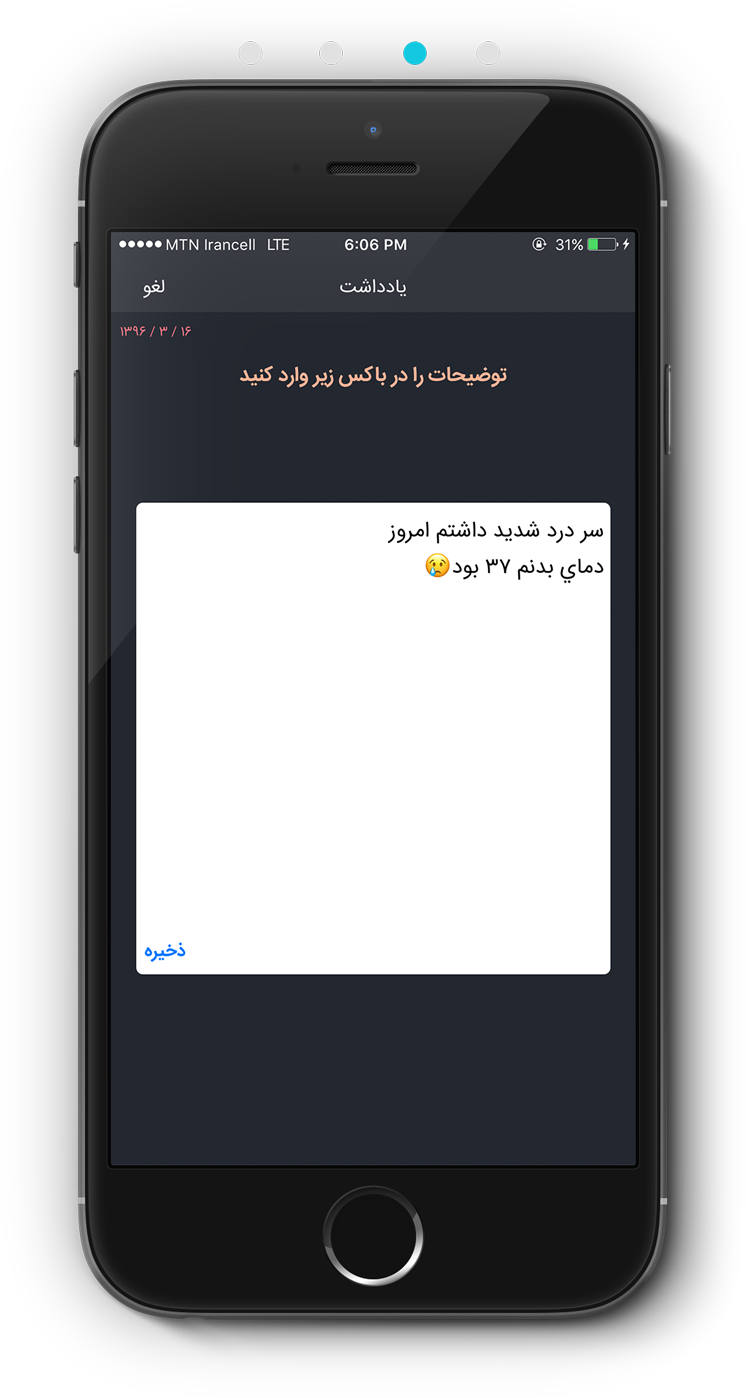 MTN Irancell LTE 6:06 PM 31%
یادداشت لغو
۱۳۹۶ / ۳ / ۱۶
توضیحات را در باکس زیر وارد کنید
سر درد شدید داشتم امروز
دماي بدنم ۳۷ بود😢
ذخیره